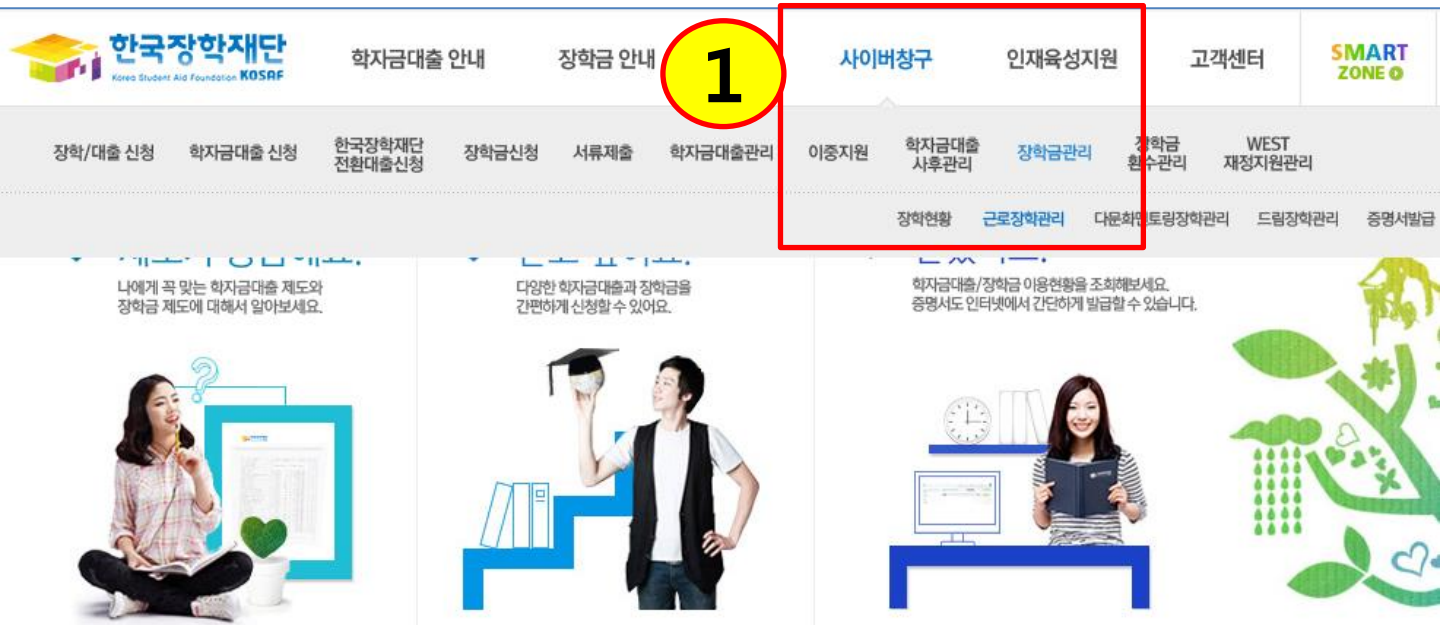 한국장학재단
Korea Student Aid Foundation KOSAF
학자금대출 안내
장학금 안내
1
사이버창구
인재육성지원
고객센터
SMART
ZONE
장학/대출 신청
학자금대출 신청
한국장학재단
전환대출신청
장학금신청
서류제출
학자금대출관리
이중지원
학자금대출
사후관리
장학금관리
장학금
환수관리
WEST
재정지원관리
장학현황
근로장학관리
다문화멘토링장학관리
드림장학관리
증명서발급
나에게 꼭 맞는 학자금대출 제도와
장학금 제도에 대해서 알아보세요.
다양한 학자금대출과 장학금을
간편하게 신청할 수 있어요.
학자금대출/장학금 이용현황을 조회해보세요.
증명서도 인터넷에서 간단하게 발급할 수 있습니다.